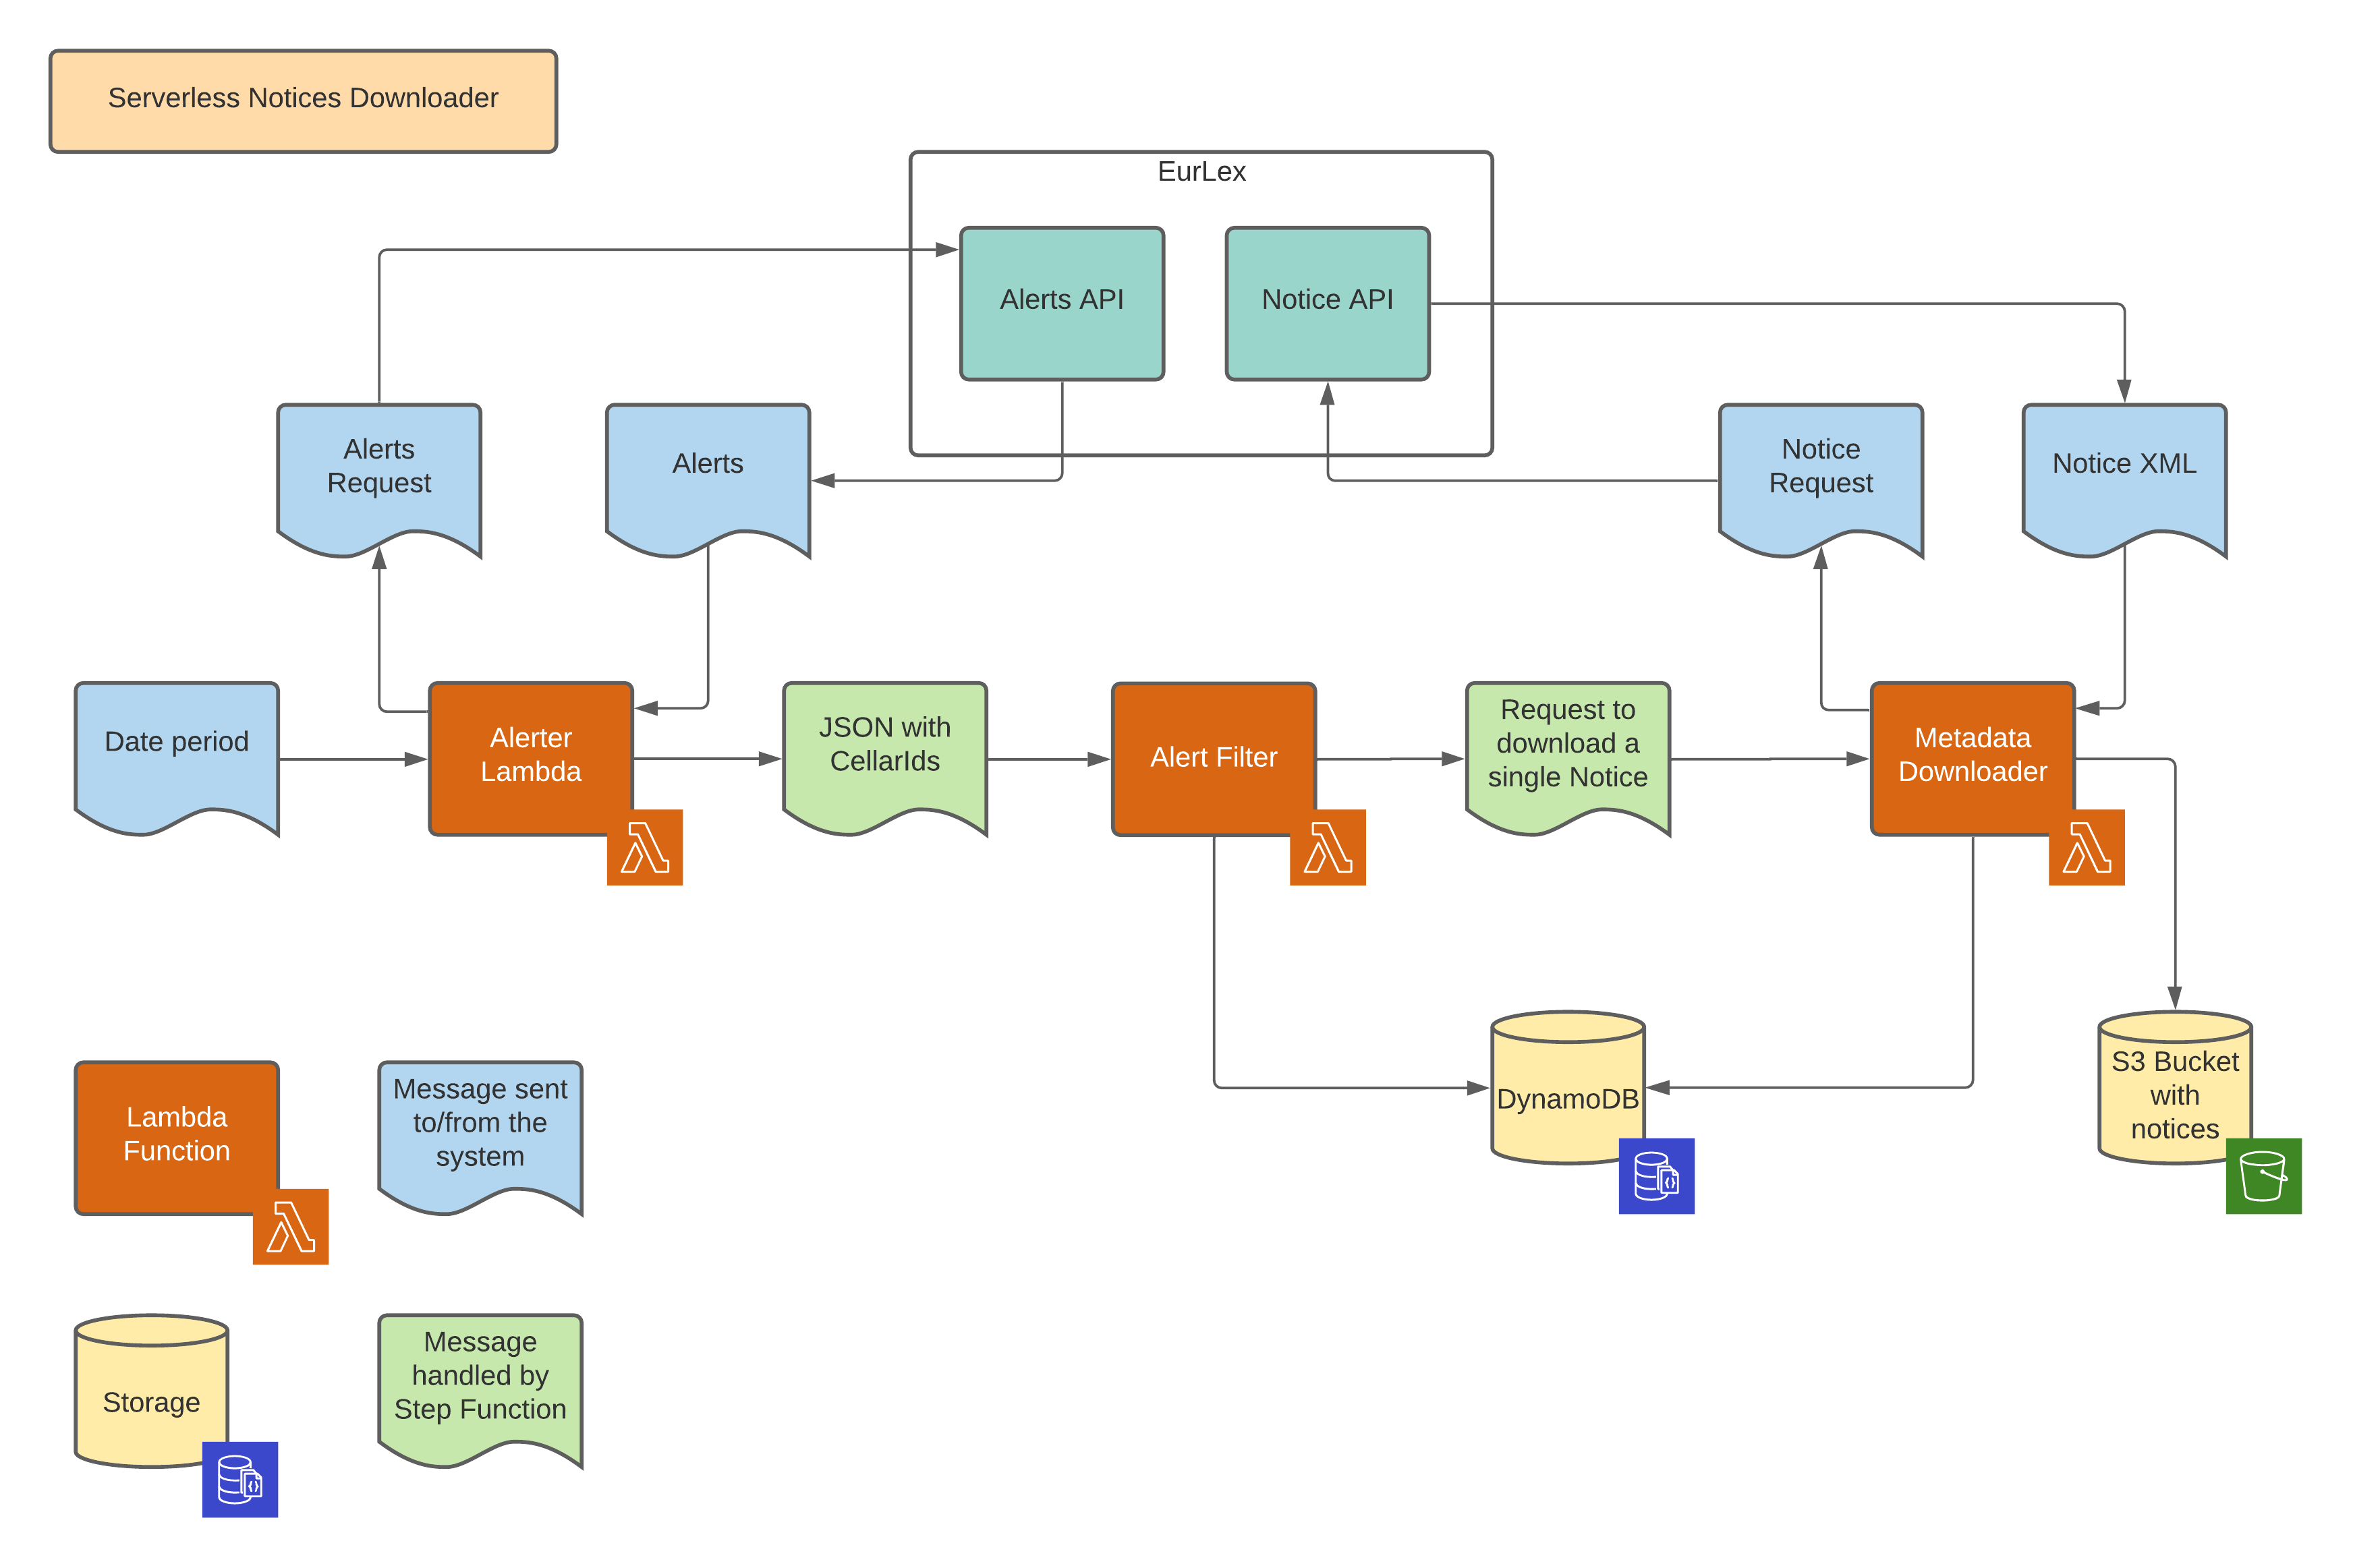 Serverless Notices Downloader
EurLex
Alerts API
Notice API
Alerts
Request
Alerts
Notice
Request
Notice XML
Date period
Alerter
Lambda
JSON with
CellarIds
Alert Filter
Request to
download a
single Notice
Metadata
Downloader
DynamoDB
S3 Bucket
with
notices
Lambda
Function
Message sent
to/from the
system
Storage
Message
handled by
Step Function